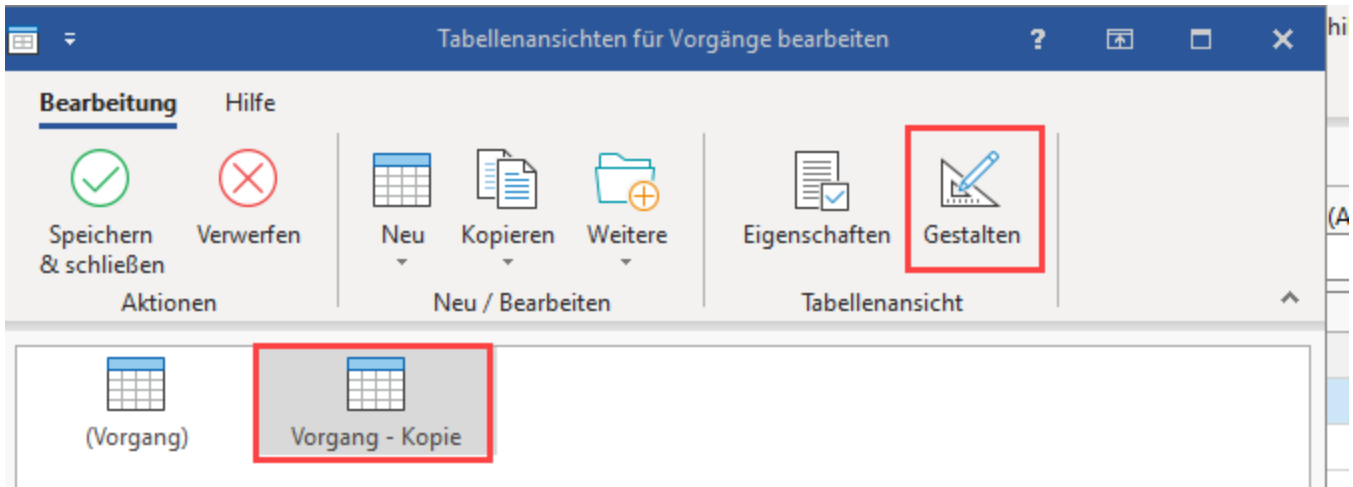 Tabellenansichten für Vorgänge bearbeiten ?
hi
Bearbeitung Hilfe
Speichern & schließen
Verwerfen
Neu
Kopieren
Weitere
Eigenschaften
Gestalten
(A
Aktionen
Neu / Bearbeiten
Tabellenansicht
(Vorgang)
Vorgang - Kopie